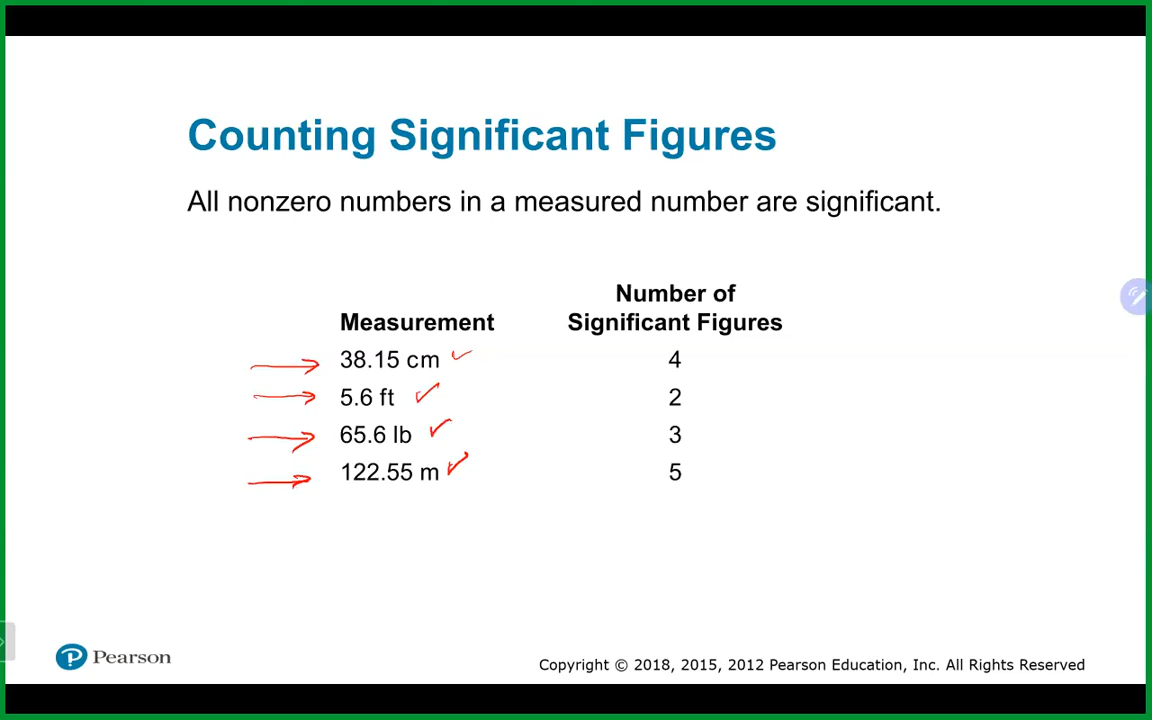 Counting Significant Figures
All nonzero numbers in a measured number are significant.
Number of
Measurement Significant Figures
38.15 cm 4
5.6 ft 2
65.6 lb 3
122.55 m 5
P Pearson
Copyright © 2018, 2015, 2012 Pearson Education, Inc. All Rights Reserved